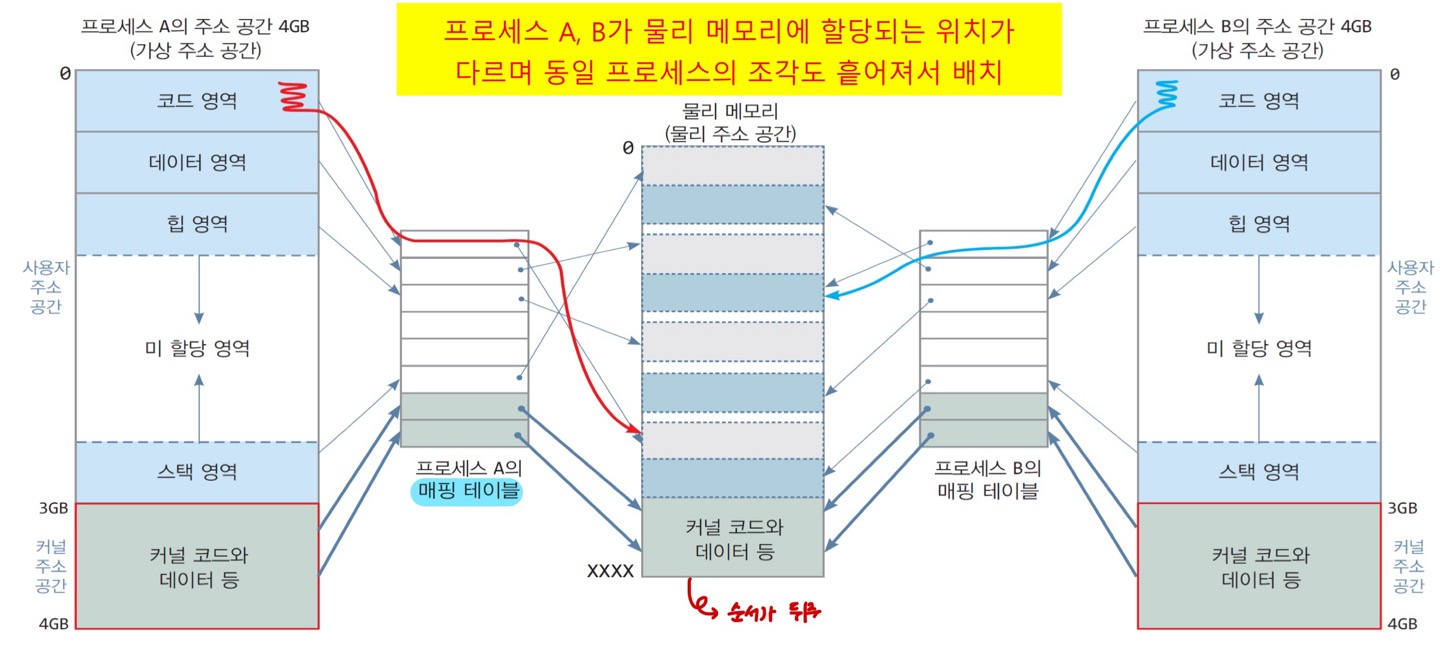 프로세스 A, B가 물리 메모리에 할당되는 위치가
다르며 동일 프로세스의 조각도 흩어져서 배치
프로세스 A의 주소 공간 4GB
(가상 주소 공간)
0
코드 영역
데이터 영역
힙 영역
사용자
주소
공간
미 할당 영역
스택 영역
3GB
커널
주소
공간
커널 코드와
데이터 등
4GB
프로세스 A의
매핑 테이블
물리 메모리
(물리 주소 공간)
0
커널 코드와
데이터 등
XXXX
순서가
프로세스 B의
매핑 테이블
프로세스 B의 주소 공간 4GB
(가상 주소 공간)
0
코드 영역
데이터 영역
힙 영역
사용자
주소
공간
미 할당 영역
스택 영역
3GB
커널
주소
공간
커널 코드와
데이터 등
4GB